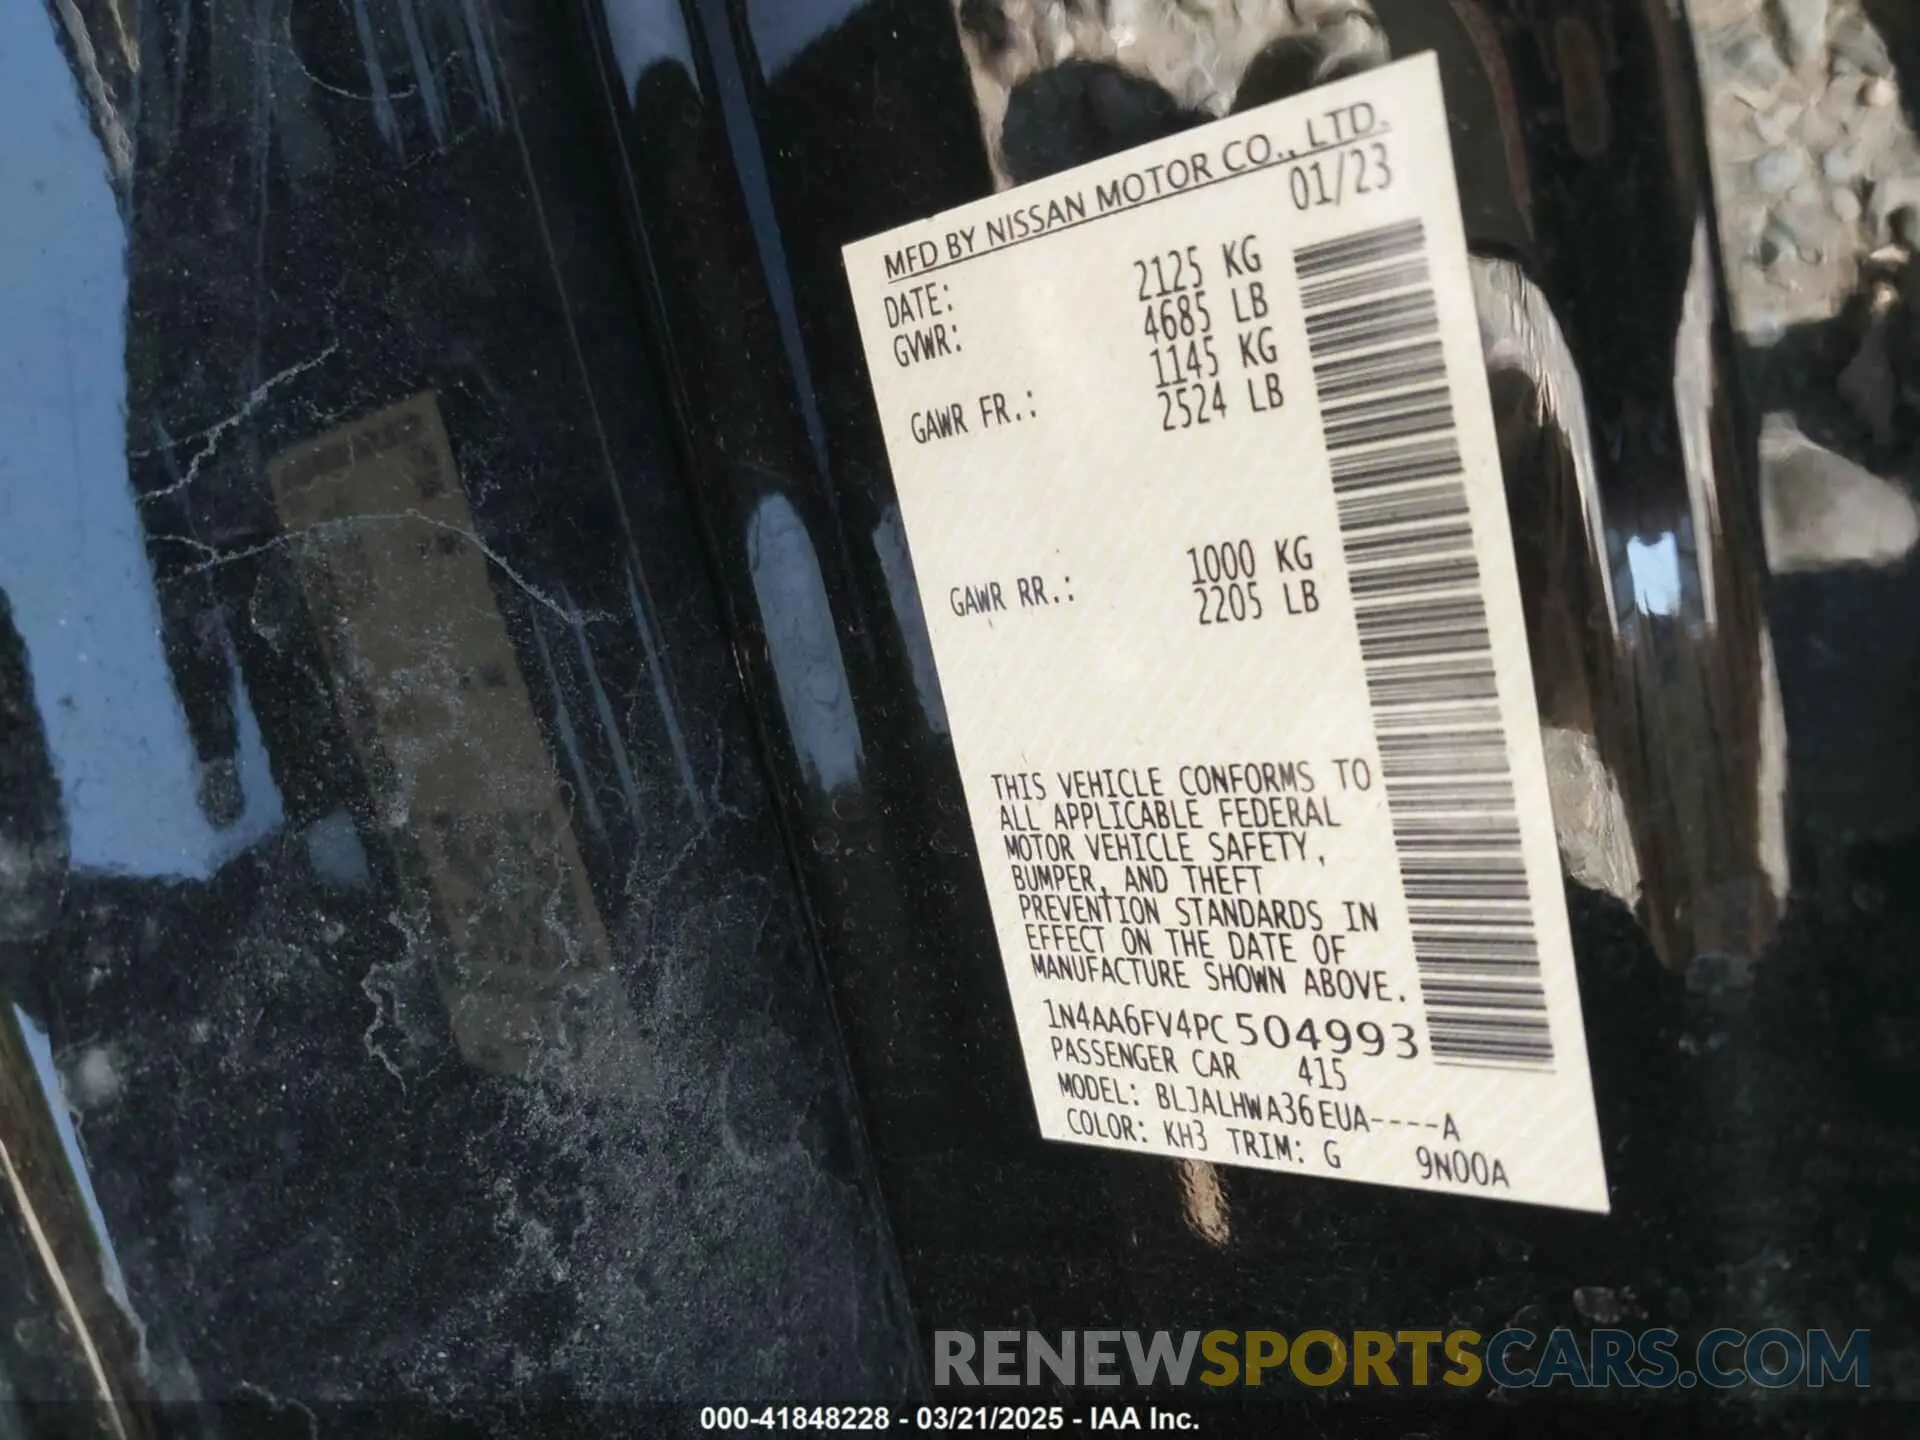 MFD BY NISSAN MOTOR CO., LTD.
DATE: 01/23
GVWR: 2125 KG
4685 LB
GAWR FR.: 1145 KG
2524 LB
GAWR RR.: 1000 KG
2205 LB
THIS VEHICLE CONFORMS TO
ALL APPLICABLE FEDERAL
MOTOR VEHICLE SAFETY,
BUMPER, AND THEFT
PREVENTION STANDARDS IN
EFFECT ON THE DATE OF
MANUFACTURE SHOWN ABOVE.
1N4AA6FV4PC504993
PASSENGER CAR 415
MODEL: BLJALHWA36EUA----A
COLOR: KH3 TRIM: G 9N00A
RENEWSPORTSCARS.COM
000-41848228 - 03/21/2025 - IAA Inc.